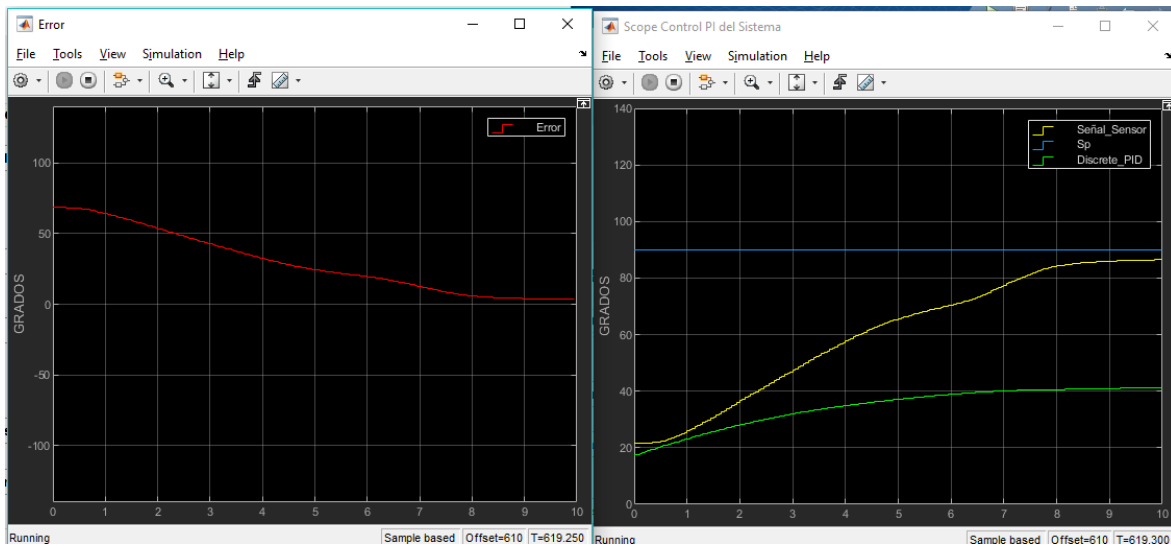 Error
File Tools View Simulation Help
Error
100
50
0
-50
-100
GRADOS
0 1 2 3 4 5 6 7 8 9 10
Running
Sample based Offset=610 T=619.250
Scope Control PI del Sistema
File Tools View Simulation Help
Señal_Sensor
Sp
Discrete_PID
140
120
100
80
60
40
20
0
GRADOS
0 1 2 3 4 5 6 7 8 9 10
Running
Sample based Offset=610 T=619.300